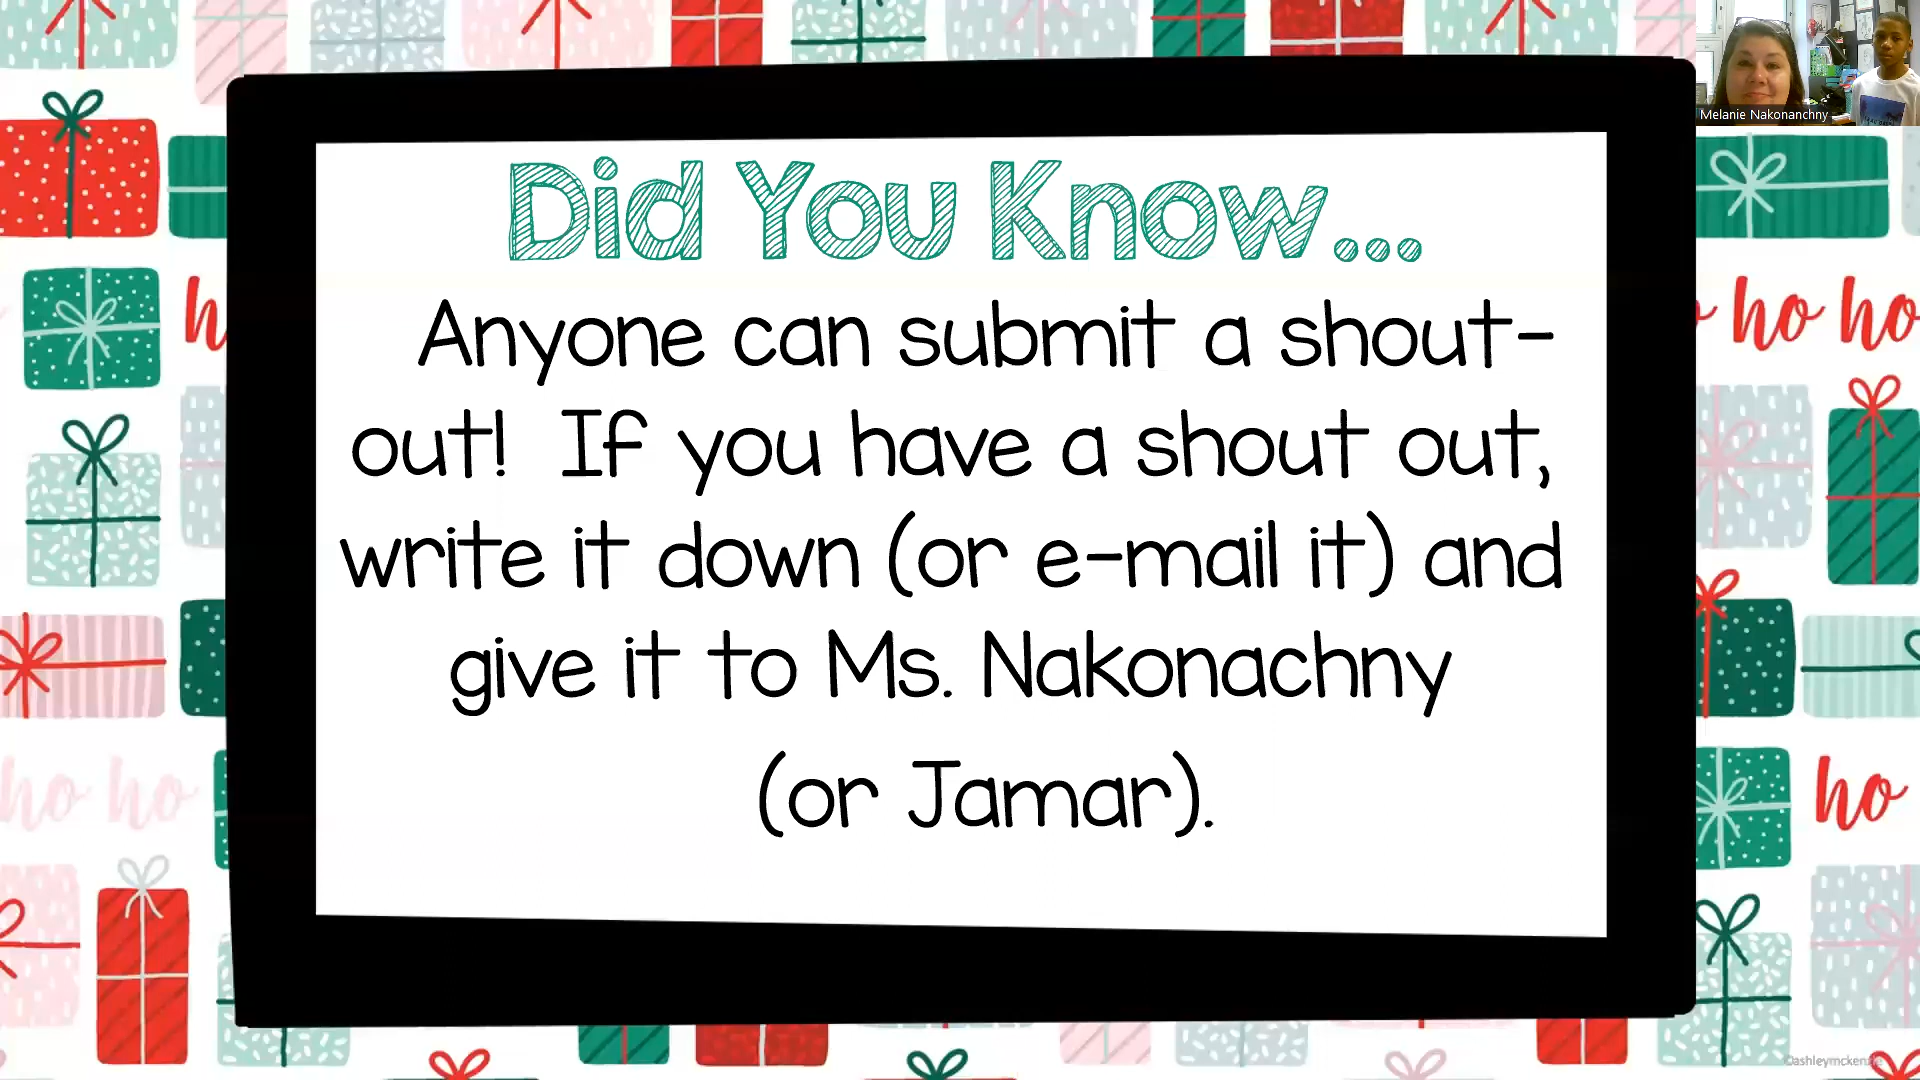 Did You Know...
Anyone can submit a shout-
out! If you have a shout out,
write it down (or e-mail it) and
give it to Ms. Nakonachny
(or Jamar).
Melanie Nakonanchny
h
ho ho
ho ho
ho